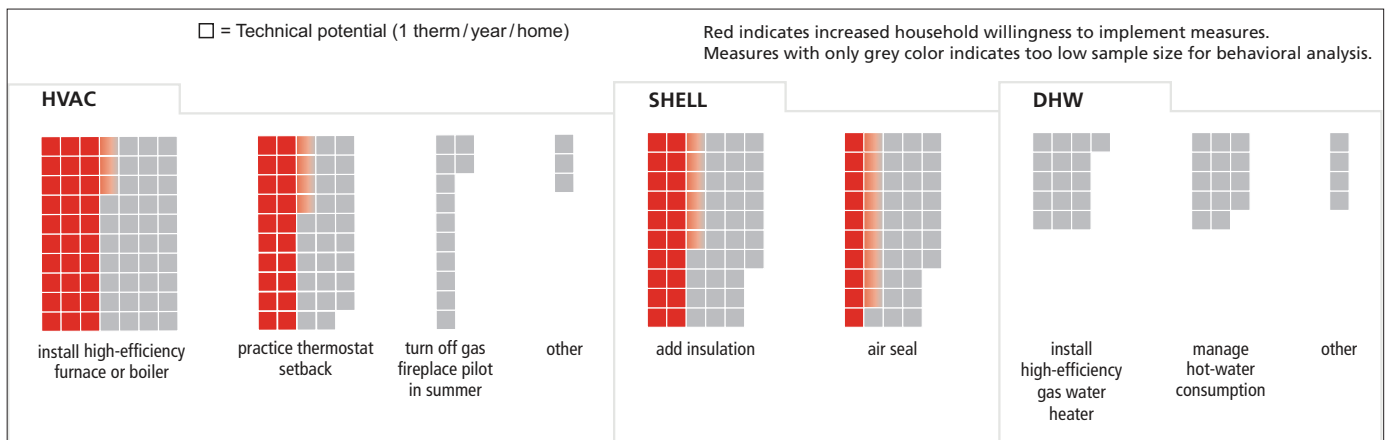 = Technical potential (1 therm/year/home)
Red indicates increased household willingness to implement measures.
Measures with only grey color indicates too low sample size for behavioral analysis.
HVAC
SHELL
DHW
install high-efficiency
furnace or boiler
practice thermostat
setback
turn off gas
fireplace pilot
in summer
other
add insulation
air seal
install
high-efficiency
gas water
heater
manage
hot-water
consumption
other